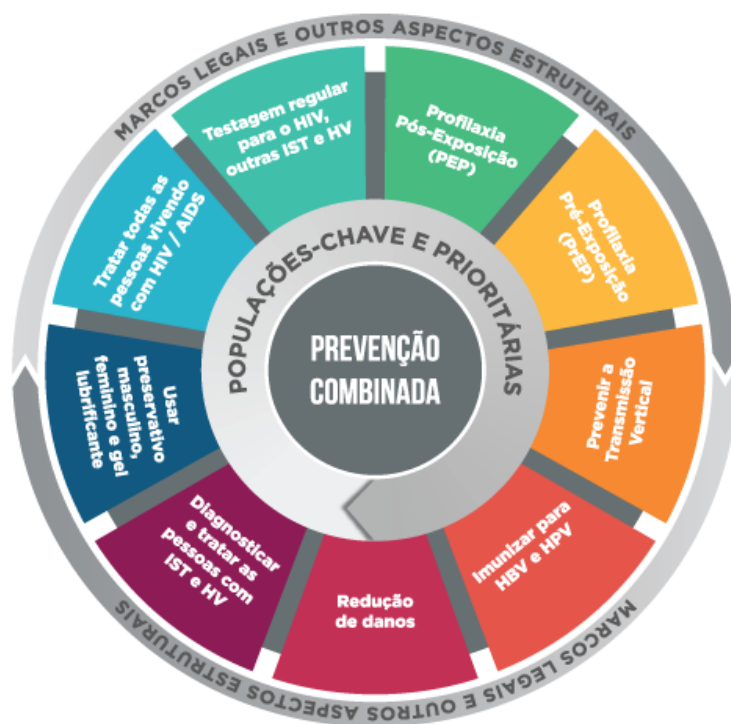 MARCOS LEGAIS E OUTROS ASPECTOS ESTRUTURAIS
Testagem regular
para o HIV,
outras IST e HV
Profilaxia
Pós-Exposição
(PEP)
Profilaxia
Pré-Exposição
(PrEP)
Prevenir a
Transmissão
Vertical
Imunizar para
HBV e HPV
Redução
de danos
Diagnosticar
e tratar as
pessoas com
IST e HV
Usar
preservativo
masculino,
feminino e gel
lubrificante
Tratar todas as
pessoas vivendo
com HIV / AIDS
POPULAÇÕES-CHAVE E PRIORITÁRIAS
PREVENÇÃO
COMBINADA
MARCOS LEGAIS E OUTROS ASPECTOS ESTRUTURAIS